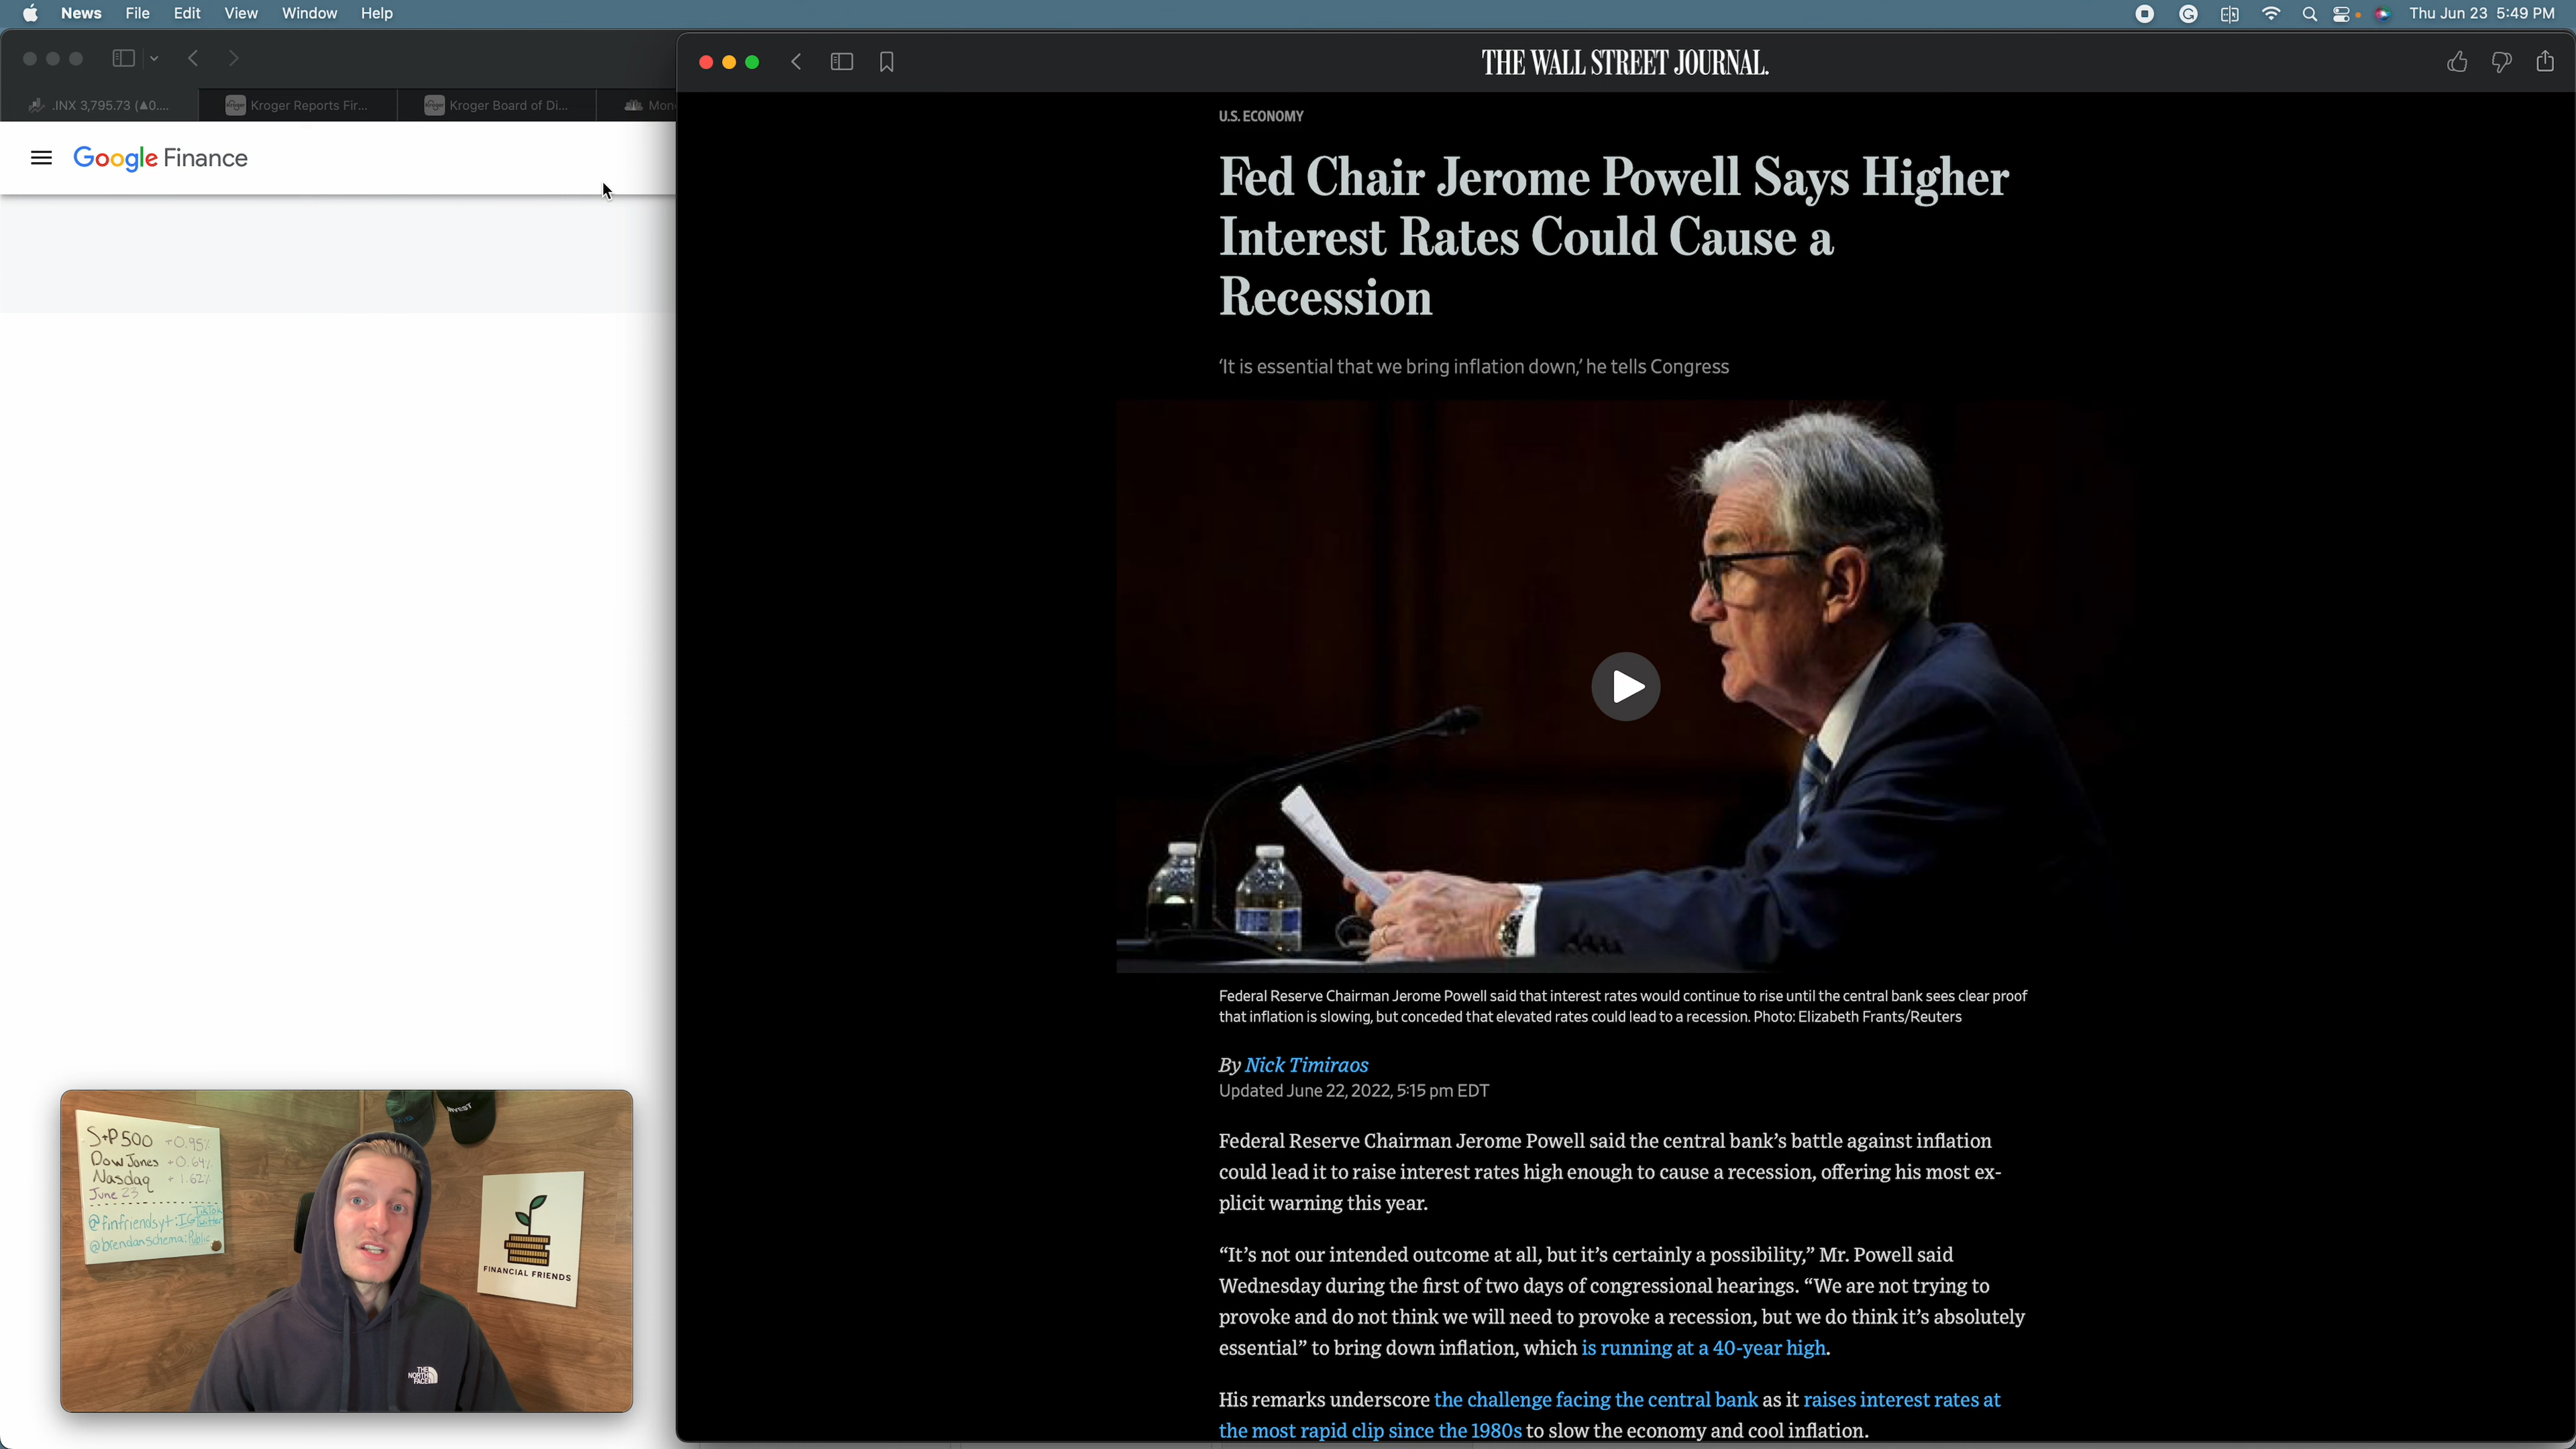 News File Edit View Window Help
Thu Jun 23 5:49 PM
.INX 3,795.73 (▲0....
Kroger Reports Fir...
Kroger Board of Di...
Mon
Google Finance
THE WALL STREET JOURNAL.
U.S. ECONOMY
Fed Chair Jerome Powell Says Higher
Interest Rates Could Cause a
Recession
‘It is essential that we bring inflation down,’ he tells Congress
Federal Reserve Chairman Jerome Powell said that interest rates would continue to rise until the central bank sees clear proof
that inflation is slowing, but conceded that elevated rates could lead to a recession. Photo: Elizabeth Frants/Reuters
By Nick Timiraos
Updated June 22, 2022, 5:15 pm EDT
Federal Reserve Chairman Jerome Powell said the central bank’s battle against inflation
could lead it to raise interest rates high enough to cause a recession, offering his most ex-
plicit warning this year.
“It’s not our intended outcome at all, but it’s certainly a possibility,” Mr. Powell said
Wednesday during the first of two days of congressional hearings. “We are not trying to
provoke and do not think we will need to provoke a recession, but we do think it’s absolutely
essential” to bring down inflation, which is running at a 40-year high.
His remarks underscore the challenge facing the central bank as it raises interest rates at
the most rapid clip since the 1980s to slow the economy and cool inflation.
S+P 500 +0.95%
Dow Jones +0.64%
Nasdaq +1.62%
June 23
@finfriendsyt: IG TikTok Twitter
@brendanschema: Public
INVEST
FINANCIAL FRIENDS
THE NORTH FACE